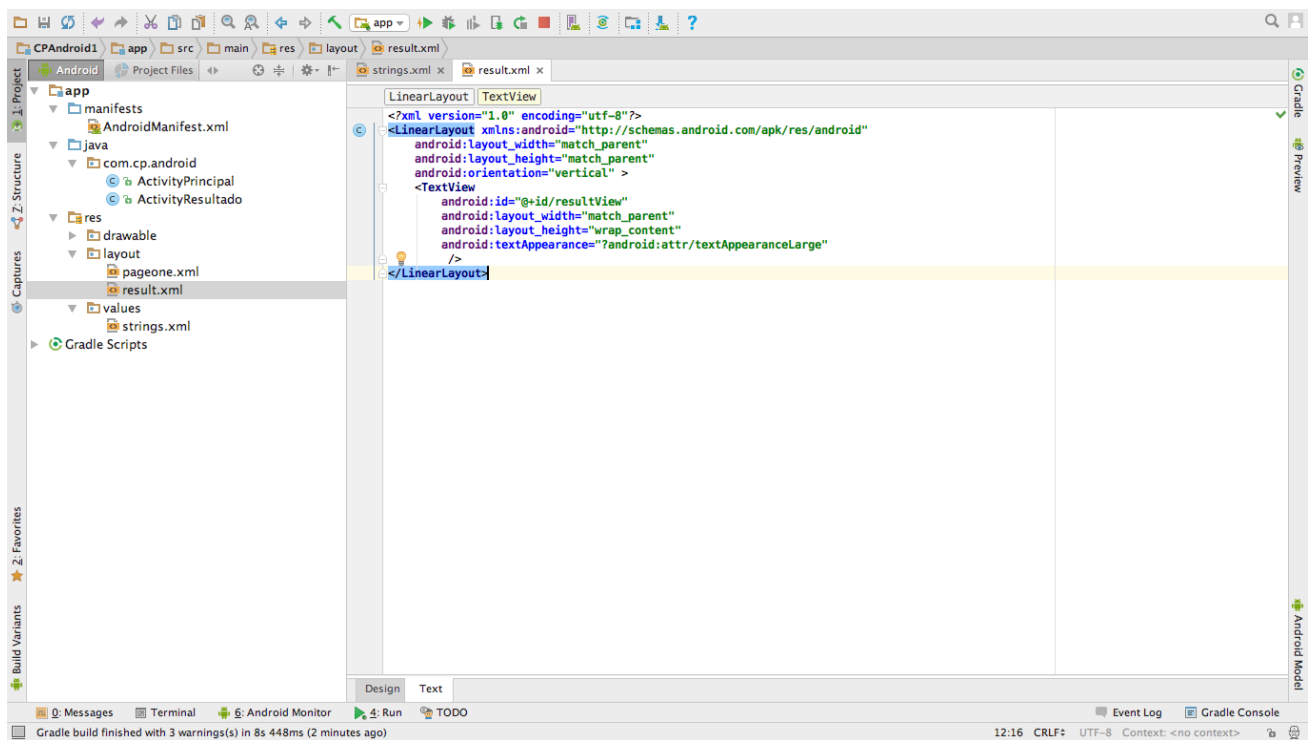 app
CPAndroid1 app src main res layout result.xml
Android Project Files strings.xml result.xml
1: Project
Z: Structure
Captures
2: Favorites
Build Variants
app
manifests
AndroidManifest.xml
java
com.cp.android
ActivityPrincipal
ActivityResultado
res
drawable
layout
pageone.xml
result.xml
values
strings.xml
Gradle Scripts
LinearLayout TextView
<?xml version="1.0" encoding="utf-8"?>
<LinearLayout xmlns:android="http://schemas.android.com/apk/res/android"
android:layout_width="match_parent"
android:layout_height="match_parent"
android:orientation="vertical" >
<TextView
android:id="@+id/resultView"
android:layout_width="match_parent"
android:layout_height="wrap_content"
android:textAppearance="?android:attr/textAppearanceLarge"
/>
</LinearLayout>
Gradle
Preview
Android Model
Design Text
0: Messages Terminal 6: Android Monitor 4: Run TODO Event Log Gradle Console
Gradle build finished with 3 warnings(s) in 8s 448ms (2 minutes ago) 12:16 CRLF UTF-8 Context: <no context>